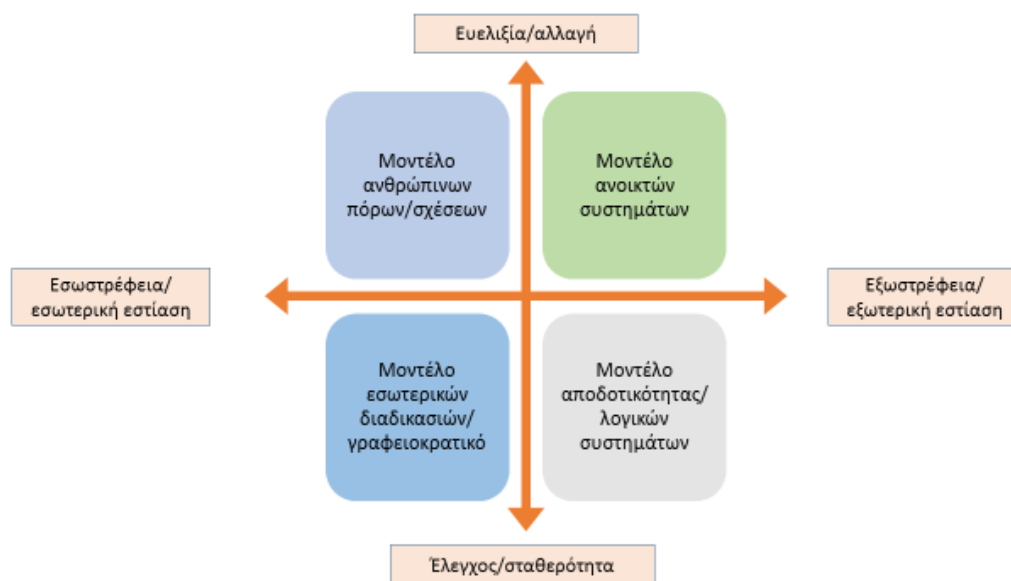 Ευελιξία/αλλαγή
Μοντέλο
ανθρώπινων
πόρων/σχέσεων
Μοντέλο
ανοικτών
συστημάτων
Εσωστρέφεια/
εσωτερική εστίαση
Εξωστρέφεια/
εξωτερική εστίαση
Μοντέλο
εσωτερικών
διαδικασιών/
γραφειοκρατικό
Μοντέλο
αποδοτικότητας/
λογικών
συστημάτων
Έλεγχος/σταθερότητα